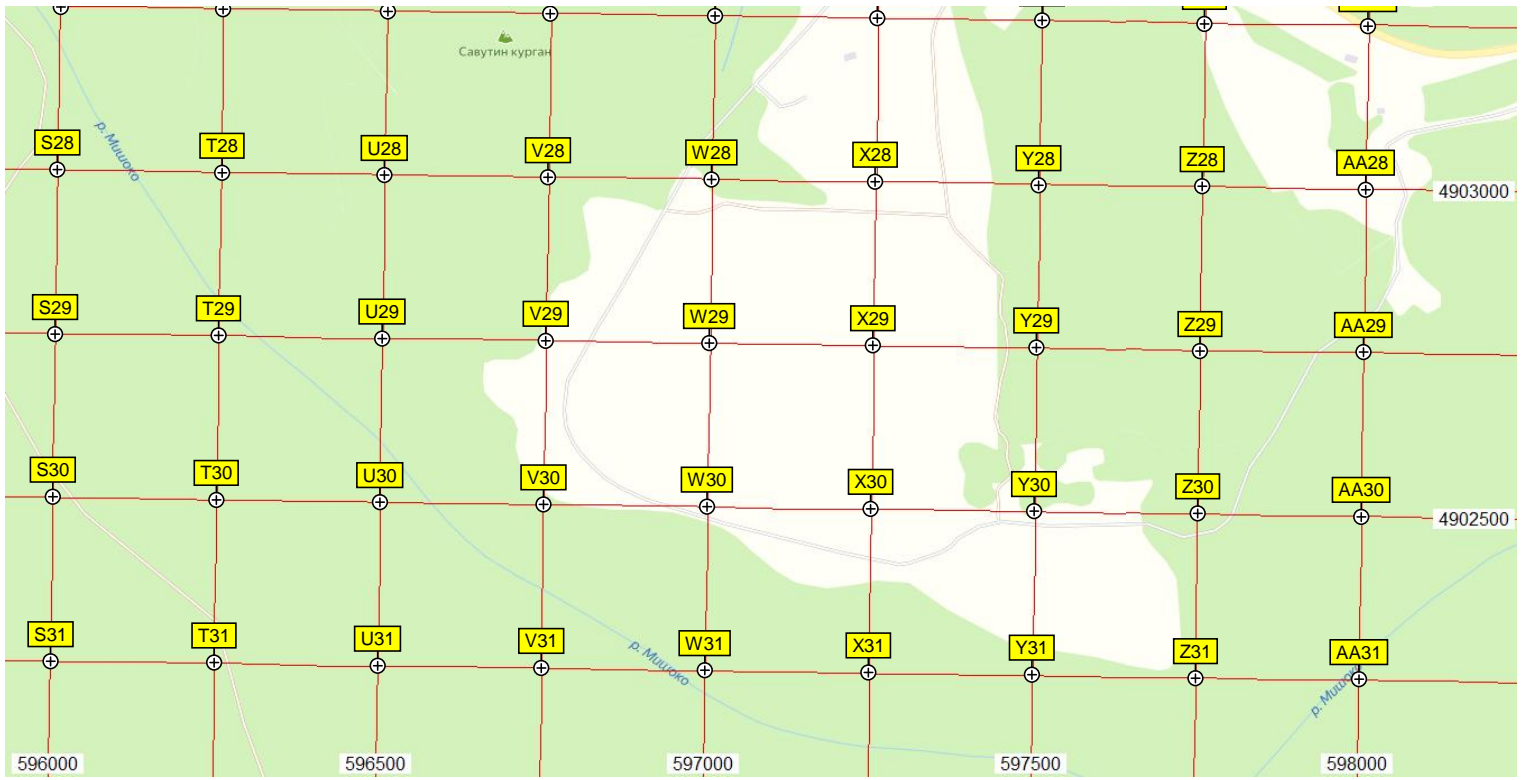 Савутин курган
р. Мишоко
S28 T28 U28 V28 W28 X28 Y28 Z28 AA28
4903000
S29 T29 U29 V29 W29 X29 Y29 Z29 AA29
S30 T30 U30 V30 W30 X30 Y30 Z30 AA30
4902500
S31 T31 U31 V31 W31 X31 Y31 Z31 AA31
р. Мишоко
р. Мишоко
596000 596500 597000 597500 598000